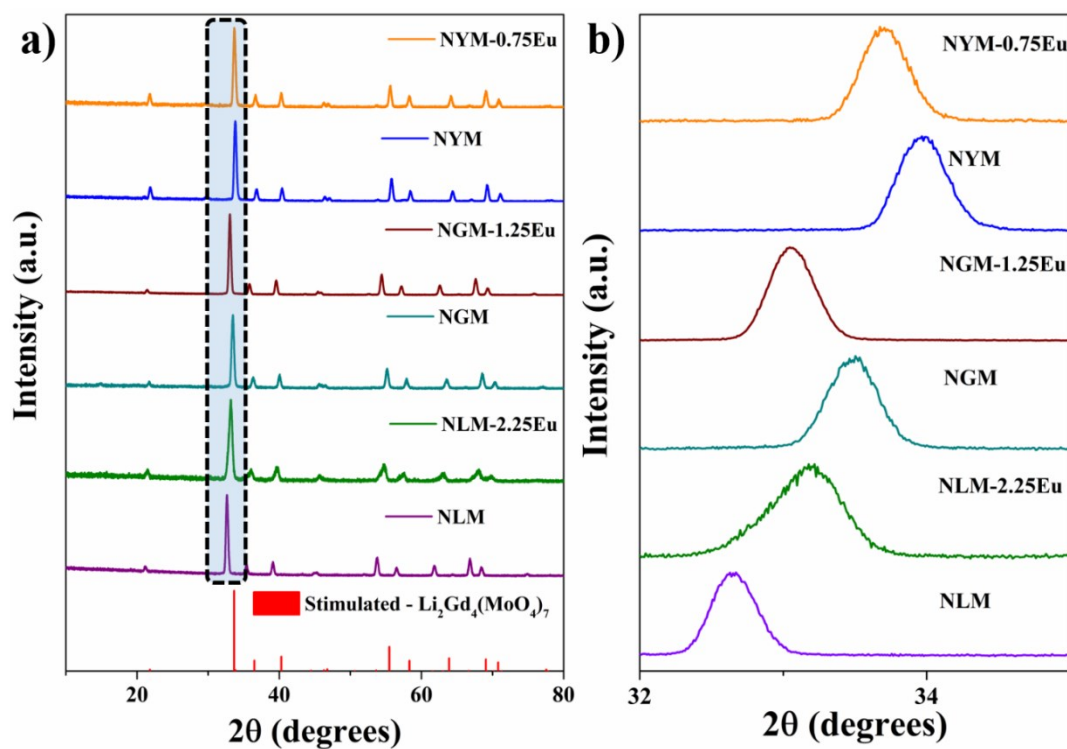 a)
Intensity (a.u.)
NYM-0.75Eu
NYM
NGM-1.25Eu
NGM
NLM-2.25Eu
NLM
Stimulated - Li₂Gd₄(MoO₄)₇
20 40 60 80
2θ (degrees)
b)
Intensity (a.u.)
NYM-0.75Eu
NYM
NGM-1.25Eu
NGM
NLM-2.25Eu
NLM
32 34
2θ (degrees)